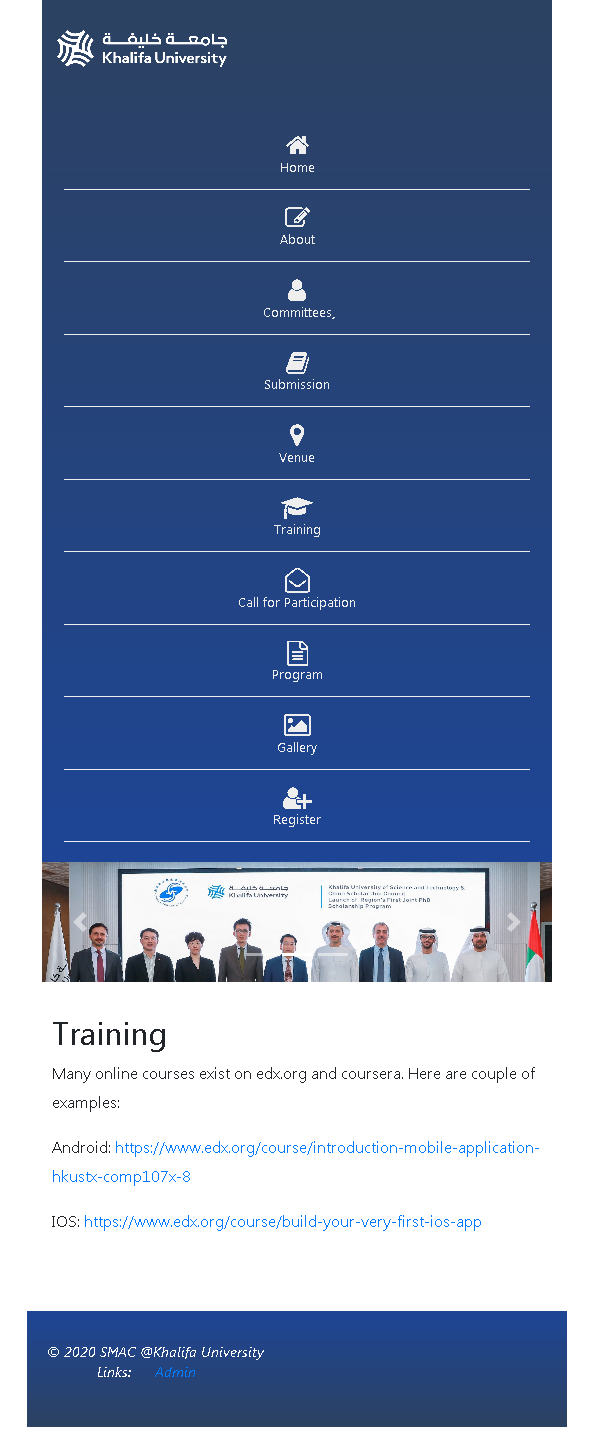 جامعة خليفة
Khalifa University
Home
About
Committees,
Submission
Venue
Training
Call for Participation
Program
Gallery
Register
جامعة خليفة
Khalifa University
Khalifa University of Science and Technology &
Launch of Region's First Joint PhD
Scholarship Program
Training
Many online courses exist on edx.org and coursera. Here are couple of
examples:
Android: https://www.edx.org/course/introduction-mobile-application-
hkustx-comp107x-8
IOS: https://www.edx.org/course/build-your-very-first-ios-app
© 2020 SMAC @Khalifa University
Links: Admin